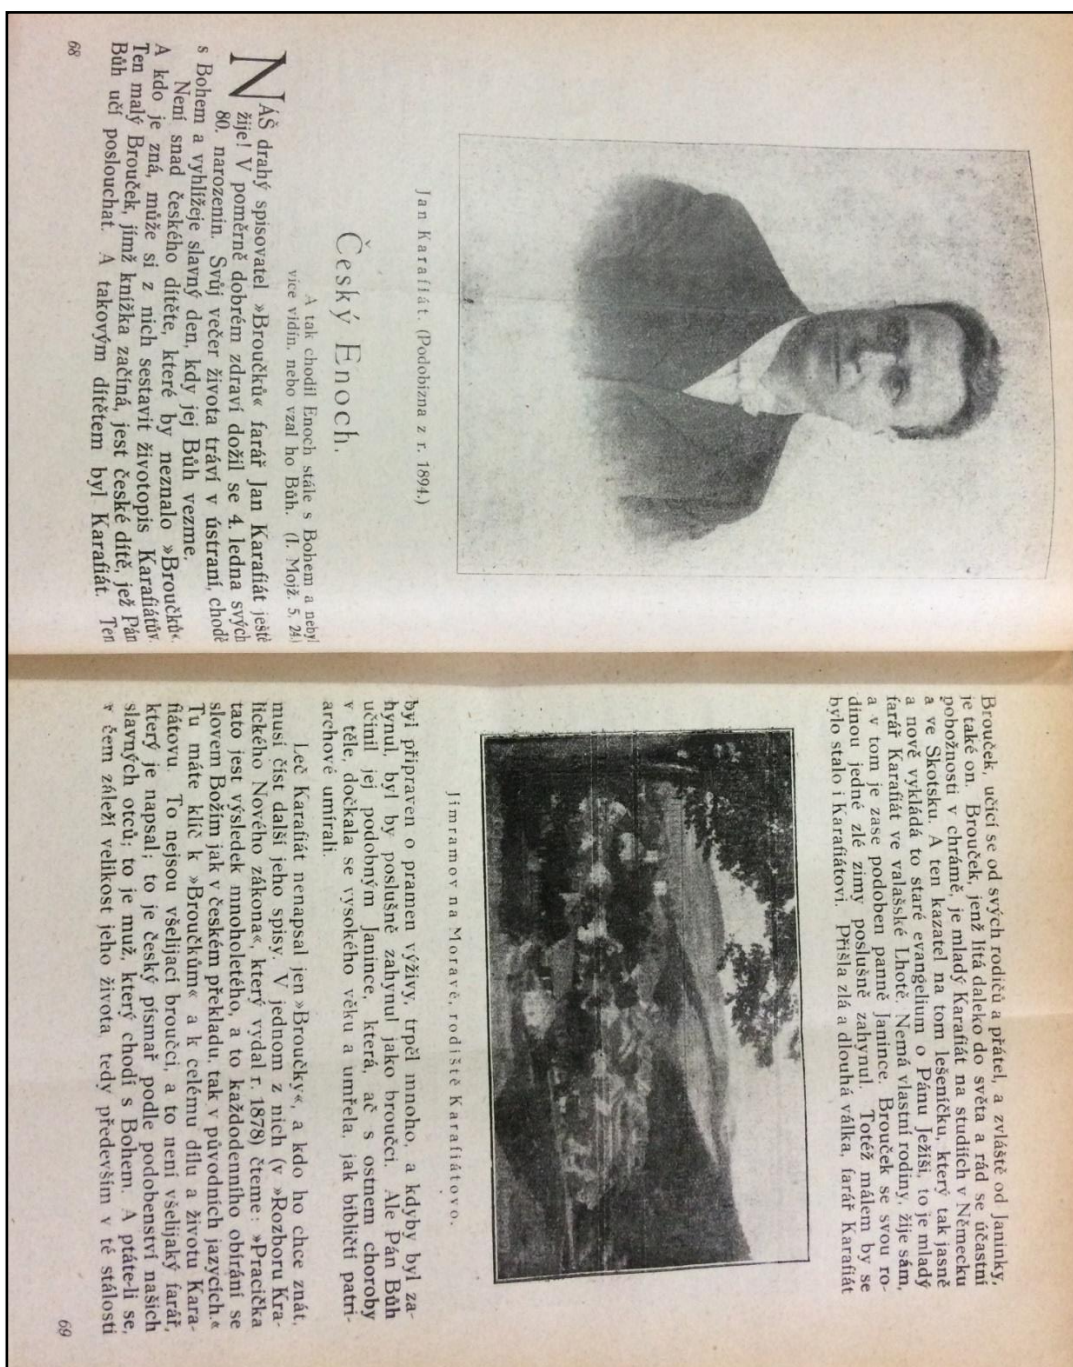 Jan Karafiát. (Podobizna z r. 1894.)
Český Enoch.
A tak chodil Enoch stále s Bohem a nebyl
více vidín, nebo vzal ho Bůh. (I. Mojž. 5, 24.)
NÁŠ drahý spisovatel »Broučků« farář Jan Karafiát ještě
žije! V poměrně dobrém zdraví dožil se 4. ledna svých
80. narozenin. Svůj večer života tráví v ústraní, chodě
s Bohem a vyhlížeje slavný den, kdy jej Bůh vezme.
Není snad českého dítěte, které by neznalo »Broučků«.
A kdo je zná, může si z nich sestavit životopis Karafiátův.
Ten malý Brouček, jímž knížka začíná, jest české dítě, jež Pán
Bůh učí poslouchat. A takovým dítětem byl Karafiát. Ten
68
Brouček, učící se od svých rodičů a přátel, a zvláště od Janinky,
je také on. Brouček, jenž lítá daleko do světa a rád se účastní
pobožnosti v chrámě, je mladý Karafiát na studiích v Německu
a ve Skotsku. A ten kazatel na tom lešeníčku, který tak jasně
a nově vykládá to staré evangelium o Pánu Ježíši, to je mladý
farář Karafiát ve valašské Lhotě. Nemá vlastní rodiny, žije sám,
a v tom je zase podoben panně Janince. Brouček se svou ro-
dinou jedné zlé zimy poslušně zahynul. Totéž málem by se
bylo stalo i Karafiátovi. Přišla zlá a dlouhá válka, farář Karafiát
Jimramov na Moravě, rodiště Karafiátovo.
byl připraven o pramen výživy, trpěl mnoho, a kdyby byl za-
hynul, byl by poslušně zahynul jako broučci. Ale Pán Bůh
učinil jej podobným Janince, která, ač s ostnem choroby
v těle, dočkala se vysokého věku a umřela, jak bibličtí patri-
archové umírali.
Leč Karafiát nenapsal jen »Broučky«, a kdo ho chce znát,
musí číst další jeho spisy. V jednom z nich (v »Rozboru Kra-
lického Nového zákona«, který vydal r. 1878) čteme: »Pracička
tato jest výsledek mnoholetého, a to každodenního obírání se
slovem Božím jak v českém překladu, tak v původních jazycích.«
Tu máte klíč k »Broučkům« a k celému dílu a životu Kara-
fiátovu. To nejsou všelijací broučci, a to není všelijaký farář,
který je napsal; to je český písmař podle podobenství našich
slavných otců; to je muž, který chodí s Bohem. A ptáte-li se,
v čem záleží velikost jeho života, tedy především v té stálosti
69